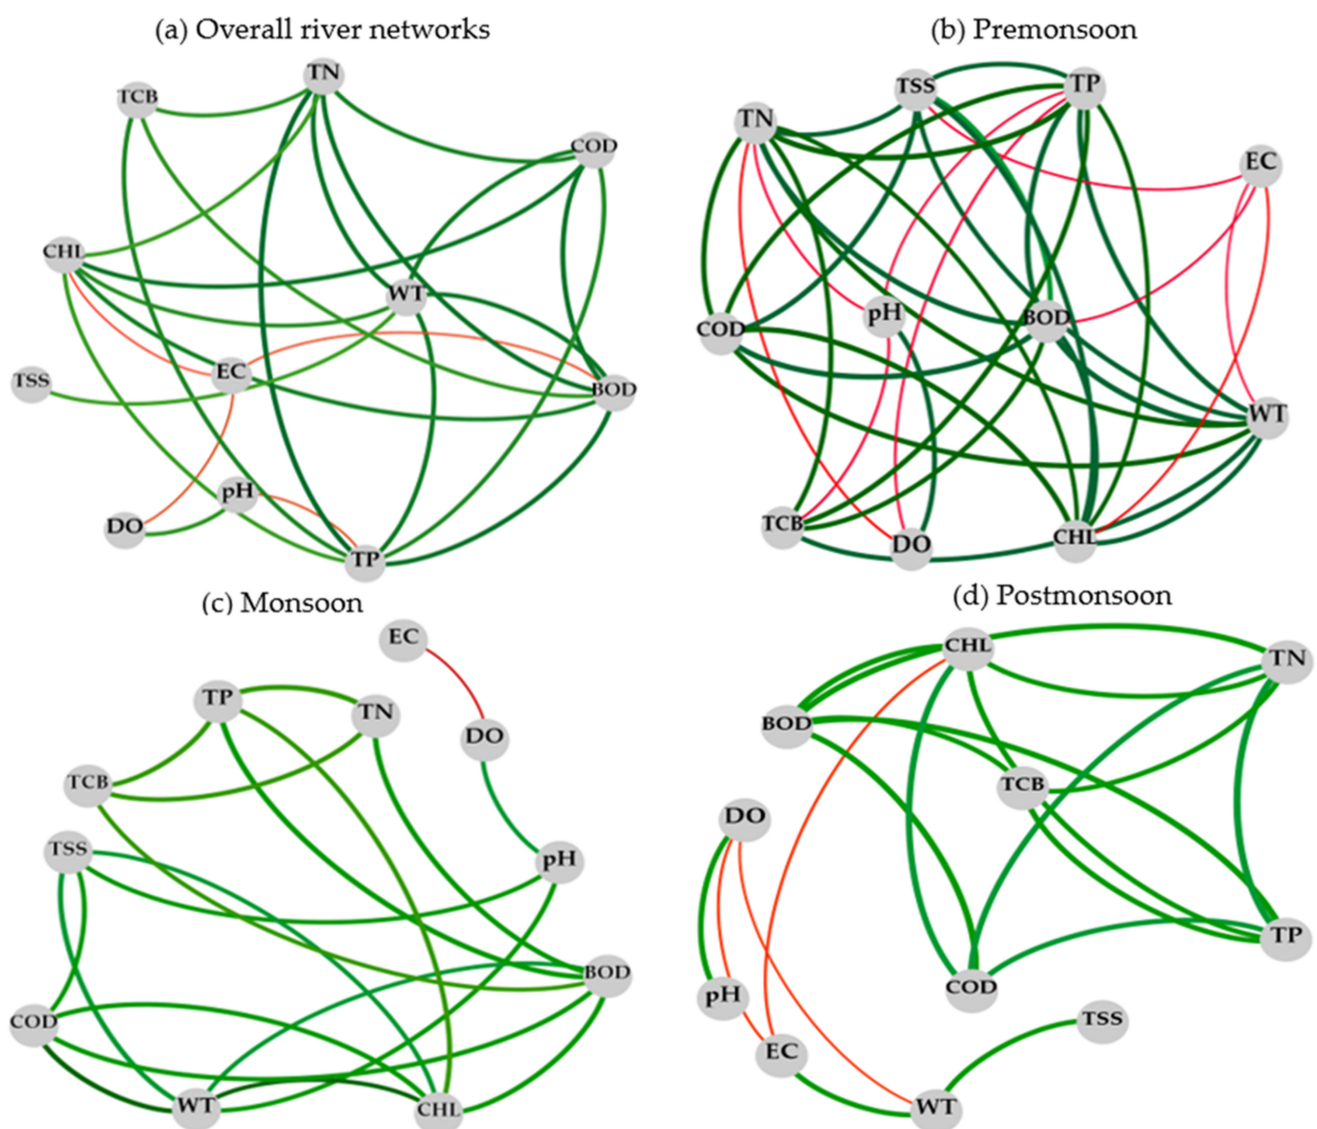 (a) Overall river networks
TN
TCB
COD
CHL
WT
EC
TSS
BOD
pH
DO
TP
(b) Premonsoon
TSS
TP
TN
EC
pH
BOD
COD
WT
TCB
CHL
DO
(c) Monsoon
EC
TP
TN
DO
TCB
TSS
pH
BOD
COD
WT
CHL
(d) Postmonsoon
CHL
TN
BOD
TCB
DO
TP
COD
pH
TSS
EC
WT